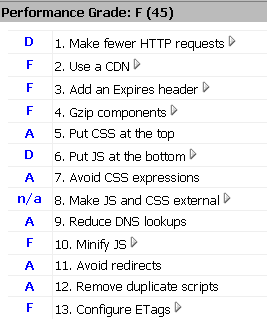 Performance Grade: F (45)
D 1. Make fewer HTTP requests
F 2. Use a CDN
F 3. Add an Expires header
F 4. Gzip components
A 5. Put CSS at the top
D 6. Put JS at the bottom
A 7. Avoid CSS expressions
n/a 8. Make JS and CSS external
A 9. Reduce DNS lookups
F 10. Minify JS
A 11. Avoid redirects
A 12. Remove duplicate scripts
F 13. Configure ETags